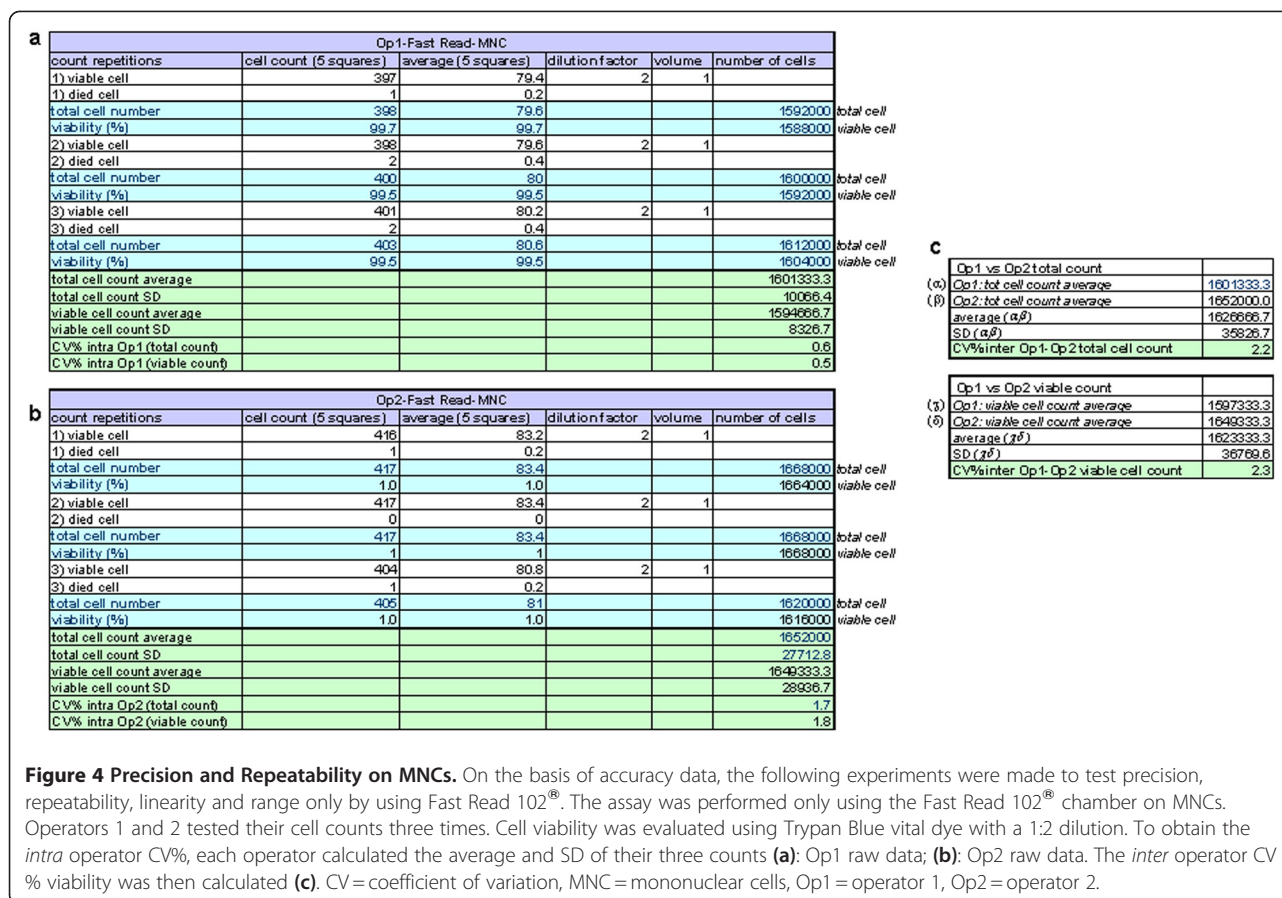 a
Op1-Fast Read-MNC
count repetitions cell count (5 squares) average (5 squares) dilution factor volume number of cells
1) viable cell 397 79.4 2 1
1) died cell 1 0.2
total cell number 398 79.6 1592000 total cell
viability (%) 99.7 99.7 1588000 viable cell
2) viable cell 398 79.6 2 1
2) died cell 2 0.4
total cell number 400 80 1600000 total cell
viability (%) 99.5 99.5 1592000 viable cell
3) viable cell 401 80.2 2 1
3) died cell 2 0.4
total cell number 403 80.6 1612000 total cell
viability (%) 99.5 99.5 1604000 viable cell
total cell count average 1601333.3
total cell count SD 10066.4
viable cell count average 1594666.7
viable cell count SD 8326.7
CV% intra Op1 (total count) 0.6
CV% intra Op1 (viable count) 0.5
b
Op2-Fast Read-MNC
count repetitions cell count (5 squares) average (5 squares) dilution factor volume number of cells
1) viable cell 416 83.2 2 1
1) died cell 1 0.2
total cell number 417 83.4 1668000 total cell
viability (%) 1.0 1.0 1664000 viable cell
2) viable cell 417 83.4 2 1
2) died cell 0 0
total cell number 417 83.4 1668000 total cell
viability (%) 1 1 1668000 viable cell
3) viable cell 404 80.8 2 1
3) died cell 1 0.2
total cell number 405 81 1620000 total cell
viability (%) 1.0 1.0 1616000 viable cell
total cell count average 1652000
total cell count SD 27712.8
viable cell count average 1649333.3
viable cell count SD 28936.7
CV% intra Op2 (total count) 1.7
CV% intra Op2 (viable count) 1.8
c
Op1 vs Op2 total count
(α) Op1: tot cell count average 1601333.3
(β) Op2: tot cell count average 1652000.0
average (α,β) 1626666.7
SD (α,β) 35826.7
CV% inter Op1-Op2 total cell count 2.2
Op1 vs Op2 viable count
(γ) Op1: viable cell count average 1597333.3
(δ) Op2: viable cell count average 1649333.3
average (γδ) 1623333.3
SD (γδ) 36769.6
CV% inter Op1-Op2 viable cell count 2.3
Figure 4 Precision and Repeatability on MNCs. On the basis of accuracy data, the following experiments were made to test precision,
repeatability, linearity and range only by using Fast Read 102®. The assay was performed only using the Fast Read 102® chamber on MNCs.
Operators 1 and 2 tested their cell counts three times. Cell viability was evaluated using Trypan Blue vital dye with a 1:2 dilution. To obtain the
intra operator CV%, each operator calculated the average and SD of their three counts (a): Op1 raw data; (b): Op2 raw data. The inter operator CV
% viability was then calculated (c). CV = coefficient of variation, MNC = mononuclear cells, Op1 = operator 1, Op2 = operator 2.